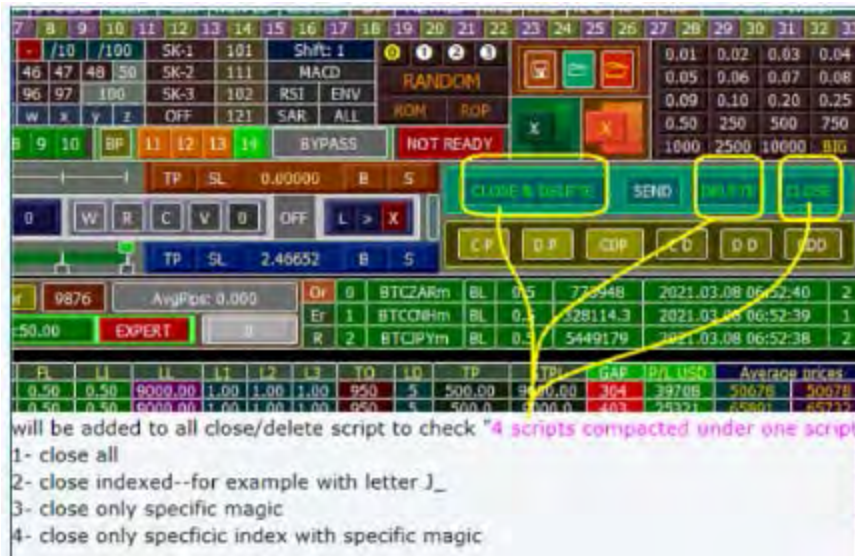 7 8 9 10 11 12 13 14 15 16 17 18 19 20 21 22 23 24 25 26 27 28 29 30 31 32
- /10 /100 SK-1 101 Shift: 1 0 1 2 3 0.01 0.02 0.03 0.04
46 47 48 50 SK-2 111 MACD RANDOM 0.05 0.06 0.07 0.08
96 97 100 SK-3 102 RSI ENV 0.09 0.10 0.20 0.25
W X y z OFF 121 SAR ALL ROM ROP X X 0.50 250 500 750
8 9 10 BP 11 12 13 14 BYPASS NOT READY 1000 2500 10000 BIG
TP SL 0.00000 B S CLOSE & DELETE SEND DELETE CLOSE
0 W R C V 0 OFF L > X
C P D P CDP C D D D
TP SL 2.46652 B S
9876 AvgPips: 0.000 Or 0 BTCZARm BL 0.5 2021.03.08 06:52:40 2
:50.00 EXPERT 0 Er 1 BTCCNHm BL 0.5 328114.3 2021.03.08 06:52:39 1
R 2 BTCJPYm BL 0.5 5449179 2021.03.08 06:52:38 2
FL LI LL L1 L2 L3 TO LD TP GAP P/L USD Average prices
0.50 0.50 9000.00 1.00 1.00 1.00 950 5 500.00 364 39708 50678 50678
0.50 0.50 9000.00 1.00 1.00 1.00 950 5 500.0
will be added to all close/delete script to check "4 scripts compacted under one script
1- close all
2- close indexed--for example with letter J_
3- close only specific magic
4- close only specficic index with specific magic